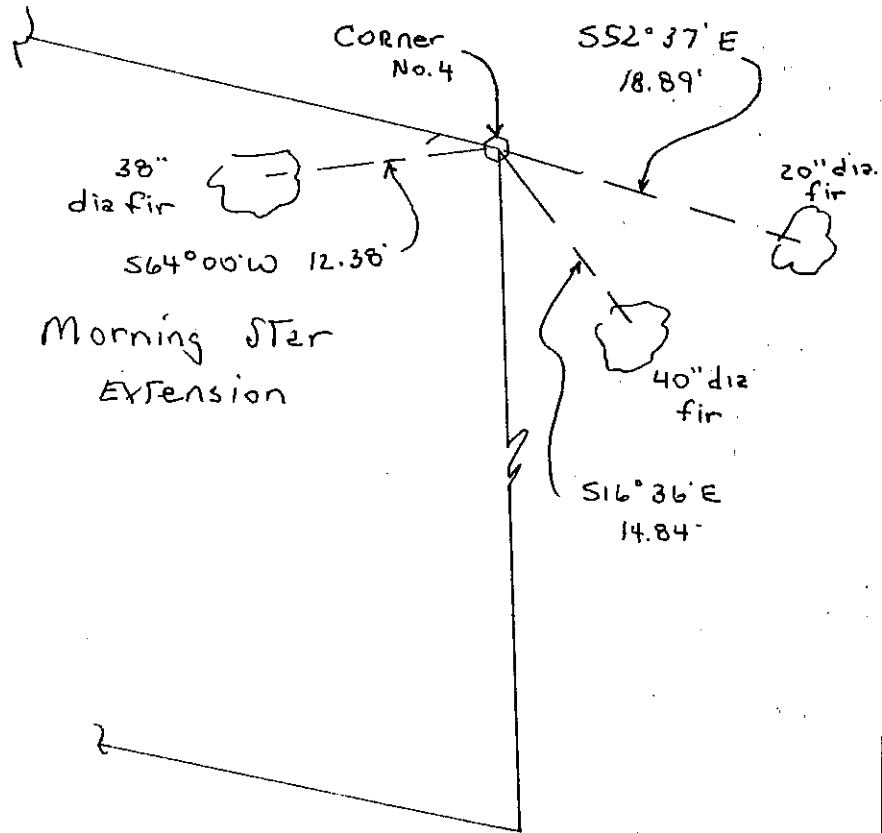 Corner
No.4
S52°37'E
18.89'
38"
dia fir
20" dia.
fir
S64°00'W 12.38'
Morning Star
Extension
40" dia
fir
S16°36'E
14.84'